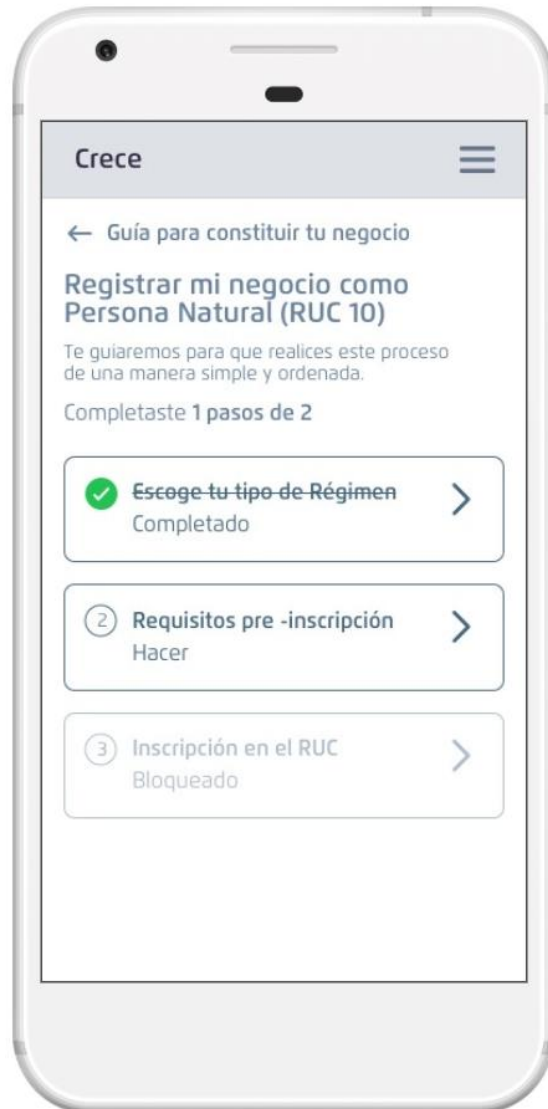 Crece
← Guía para constituir tu negocio
Registrar mi negocio como
Persona Natural (RUC 10)
Te guiaremos para que realices este proceso
de una manera simple y ordenada.
Completaste 1 pasos de 2
Escoge tu tipo de Régimen
Completado
2 Requisitos pre -inscripción
Hacer
3 Inscripción en el RUC
Bloqueado